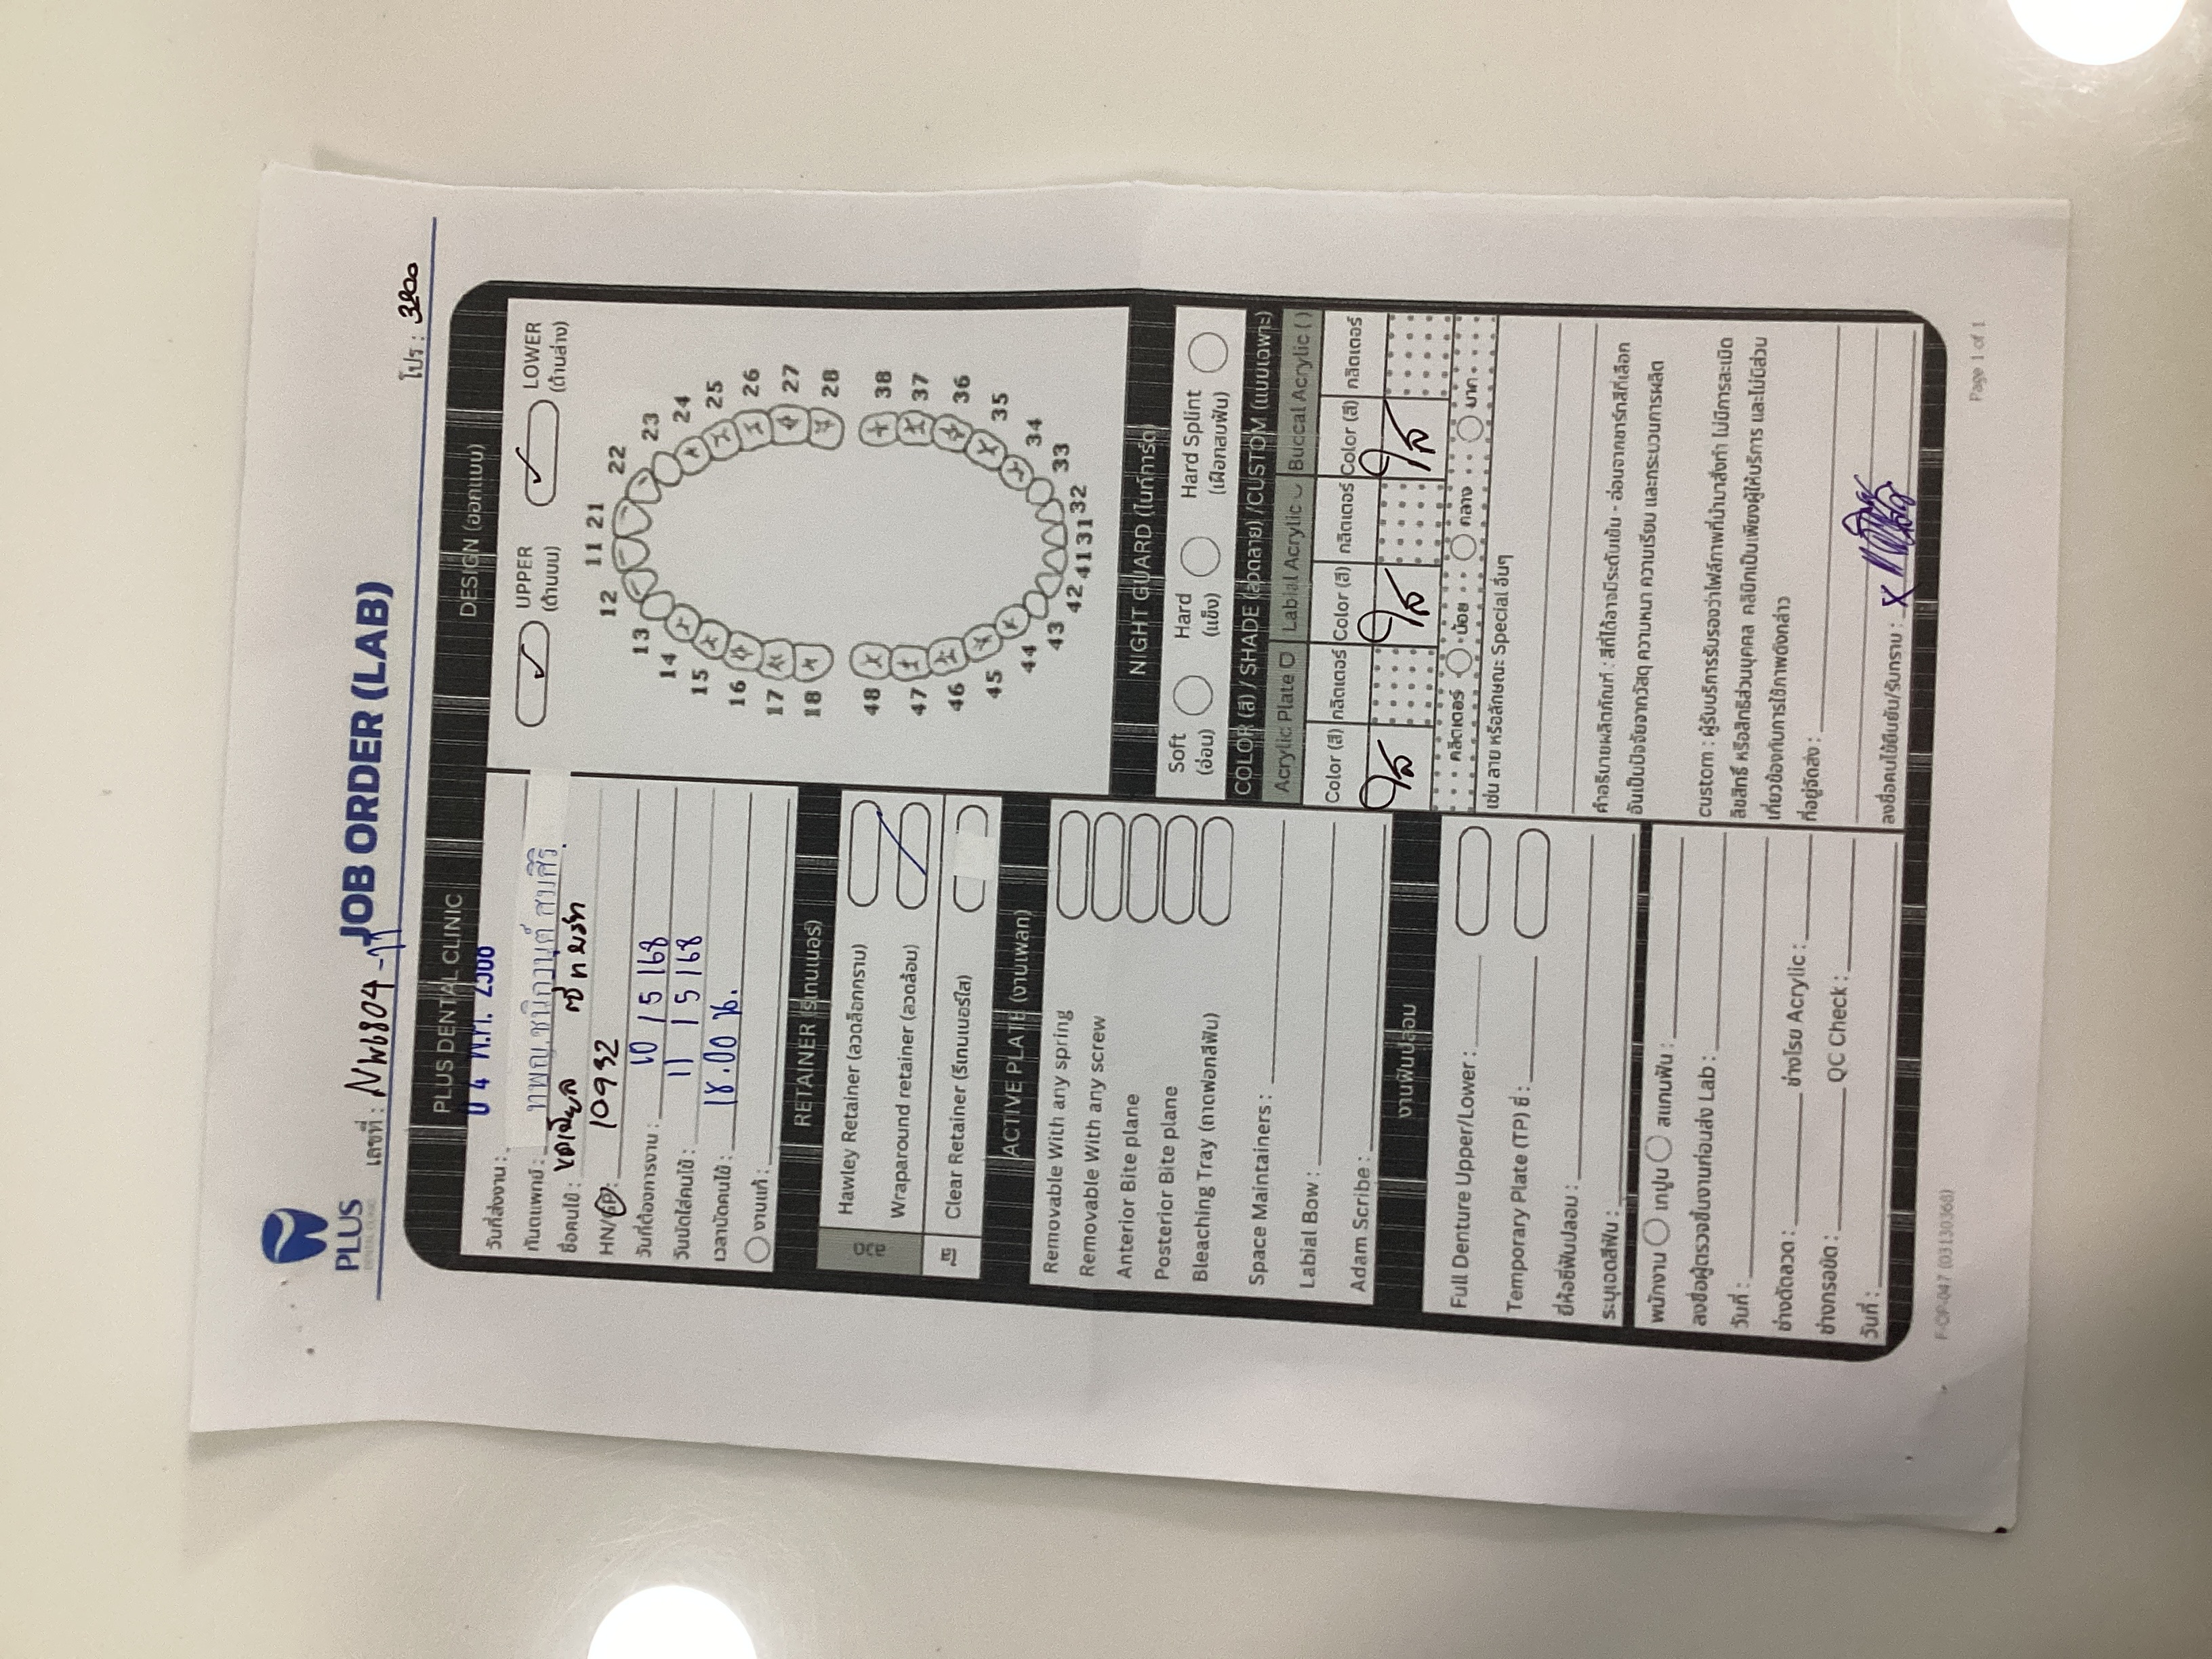 PLUS
DENTAL CLINIC
เลขที่ : NW6804-11
JOB ORDER (LAB)
โปร : 3200
PLUS DENTAL CLINIC
วันที่ส่งงาน : 0 4 พ.ค. 2568
ทันตแพทย์ : ทพญ.ชนิกานต์ สมศิริ
ชื่อคนไข้ :
HN/GP: 10932
วันที่ต้องการงาน : 10 / 5 / 68
วันนัดใส่คนไข้ : 11 / 5 / 68
เวลานัดคนไข้ : 18.00 น.
งานแก้ :
RETAINER (รีเทนเนอร์)
ลวด
Hawley Retainer (ลวดล็อกกราม)
Wraparound retainer (ลวดล้อม)
ใส
Clear Retainer (รีเทนเนอร์ใส)
ACTIVE PLATE (งานเพลท)
Removable With any spring
Removable With any screw
Anterior Bite plane
Posterior Bite plane
Bleaching Tray (ถาดฟอกสีฟัน)
Space Maintainers :
Labial Bow :
Adam Scribe :
งานฟันปลอม
Full Denture Upper/Lower :
Temporary Plate (TP) ซี่ :
ยี่ห้อซี่ฟันปลอม :
ระบุเฉดสีฟัน :
พนักงาน เทปูน สแกนฟัน :
ลงชื่อผู้ตรวจชิ้นงานก่อนส่ง Lab :
วันที่ :
ช่างดัดลวด : ช่างโรย Acrylic :
ช่างกรอขัด : QC Check :
วันที่ :
DESIGN (ออกแบบ)
UPPER
(ด้านบน)
LOWER
(ด้านล่าง)
11 21
12 22
13 23
14 24
15 25
16 26
17 27
18 28
48 38
47 37
46 36
45 35
44 34
43 33
42 41 31 32
NIGHT GUARD (ไนท์การ์ด)
Soft
(อ่อน)
Hard
(แข็ง)
Hard Splint
(เฝือกสบฟัน)
COLOR (สี) / SHADE (ลวดลาย) /CUSTOM (แบบเฉพาะ)
Acrylic Plate Labial Acrylic Buccal Acrylic ( )
Color (สี) กลิตเตอร์ Color (สี) กลิตเตอร์ Color (สี) กลิตเตอร์
ใส ใส ใส
กลิตเตอร์ น้อย กลาง มาก
เช่น ลาย หรือลักษณะ Special อื่นๆ
คำอธิบายผลิตภัณฑ์ : สีที่ได้อาจมีระดับเข้ม - อ่อนจากชาร์ทสีที่เลือก
อันเป็นปัจจัยจากวัสดุ ความหนา ความเรียบ และกระบวนการผลิต
custom : ผู้รับบริการรับรองว่าไฟล์ภาพที่นำมาสั่งทำ ไม่มีการละเมิด
ลิขสิทธิ์ หรือสิทธิส่วนบุคคล คลินิกเป็นเพียงผู้ให้บริการ และไม่มีส่วน
เกี่ยวข้องกับการใช้ภาพดังกล่าว
ที่อยู่จัดส่ง :
ลงชื่อคนไข้ยืนยัน/รับทราบ : x
F-OP-047 (03130368)
Page 1 of 1